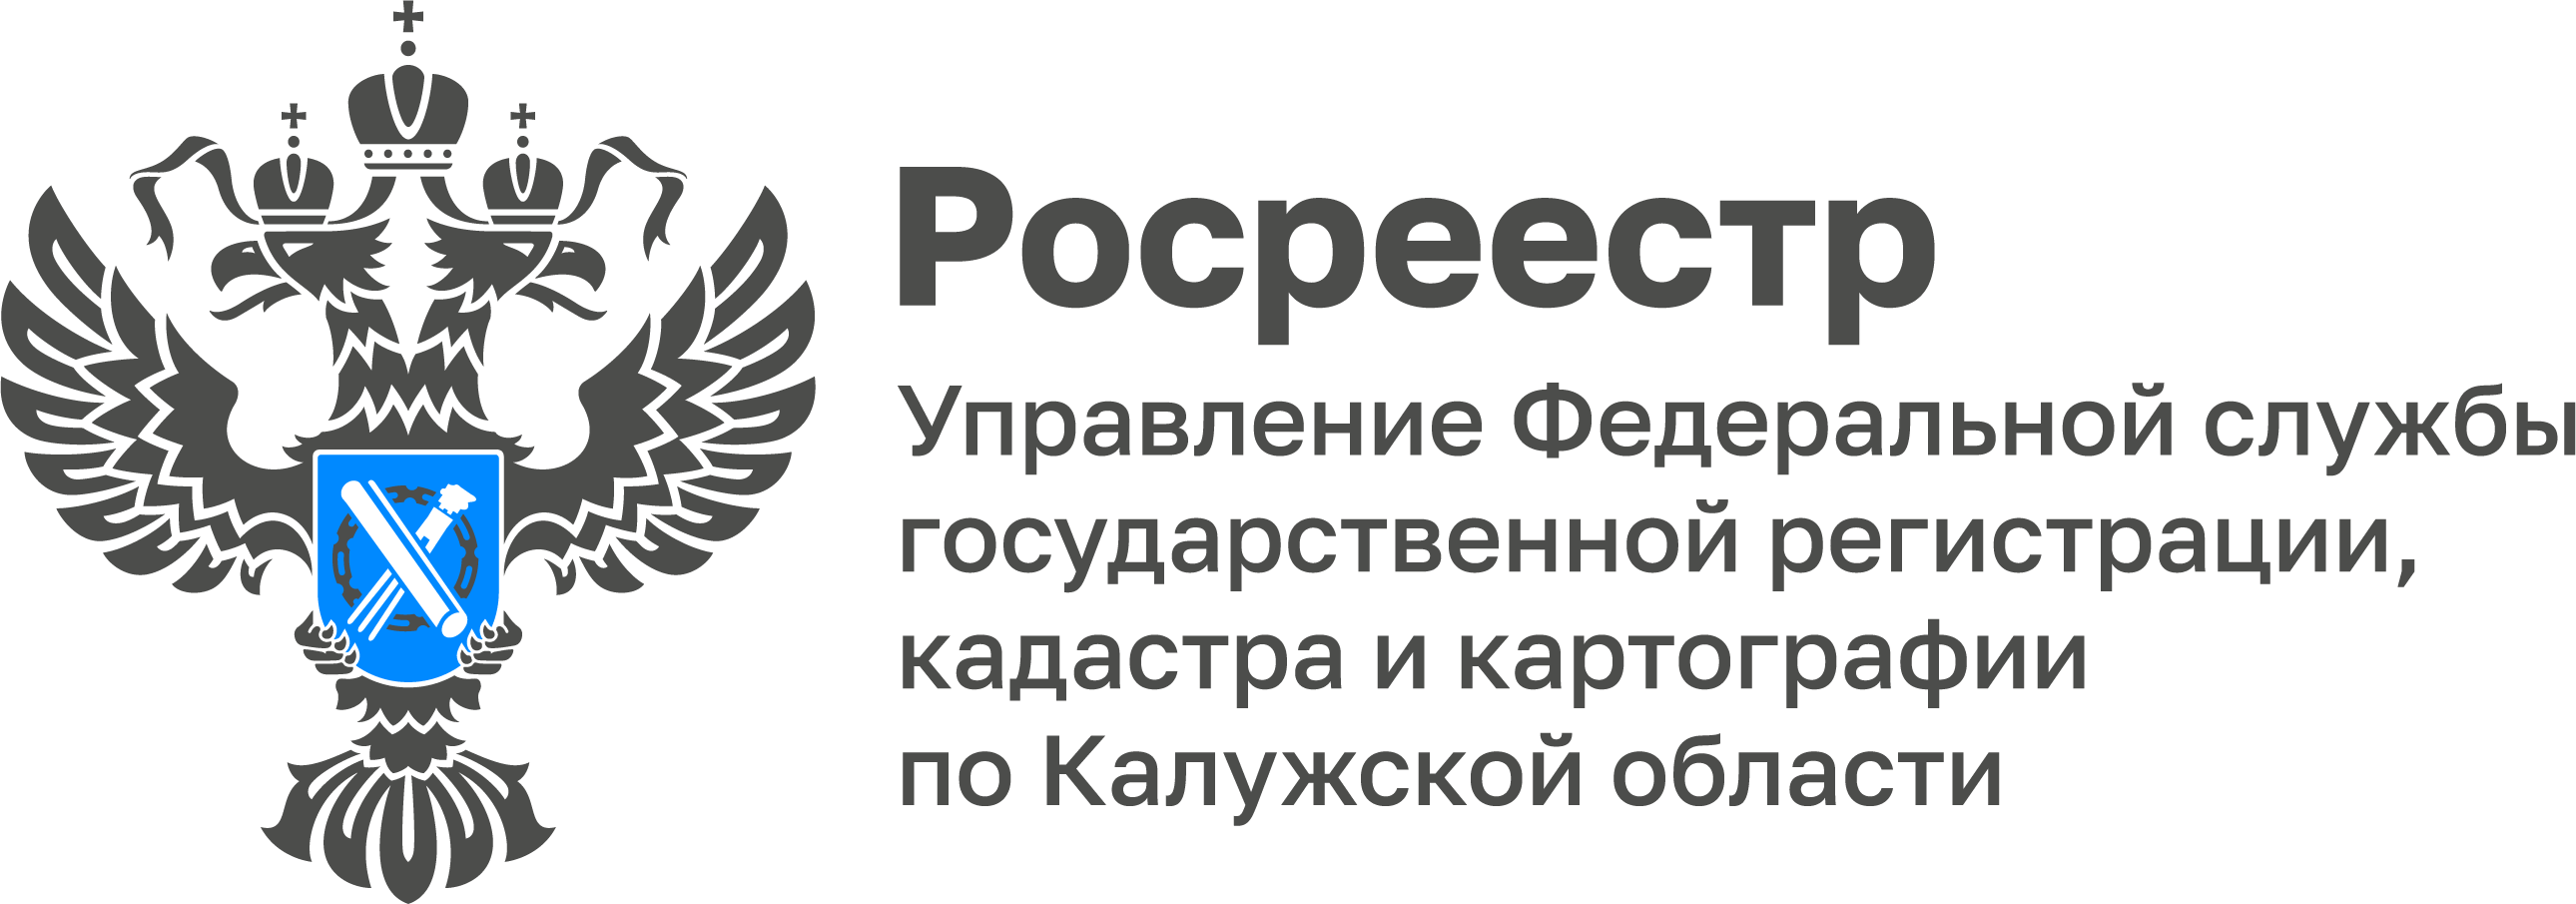 Росреестр
Управление Федеральной службы
государственной регистрации,
кадастра и картографии
по Калужской области